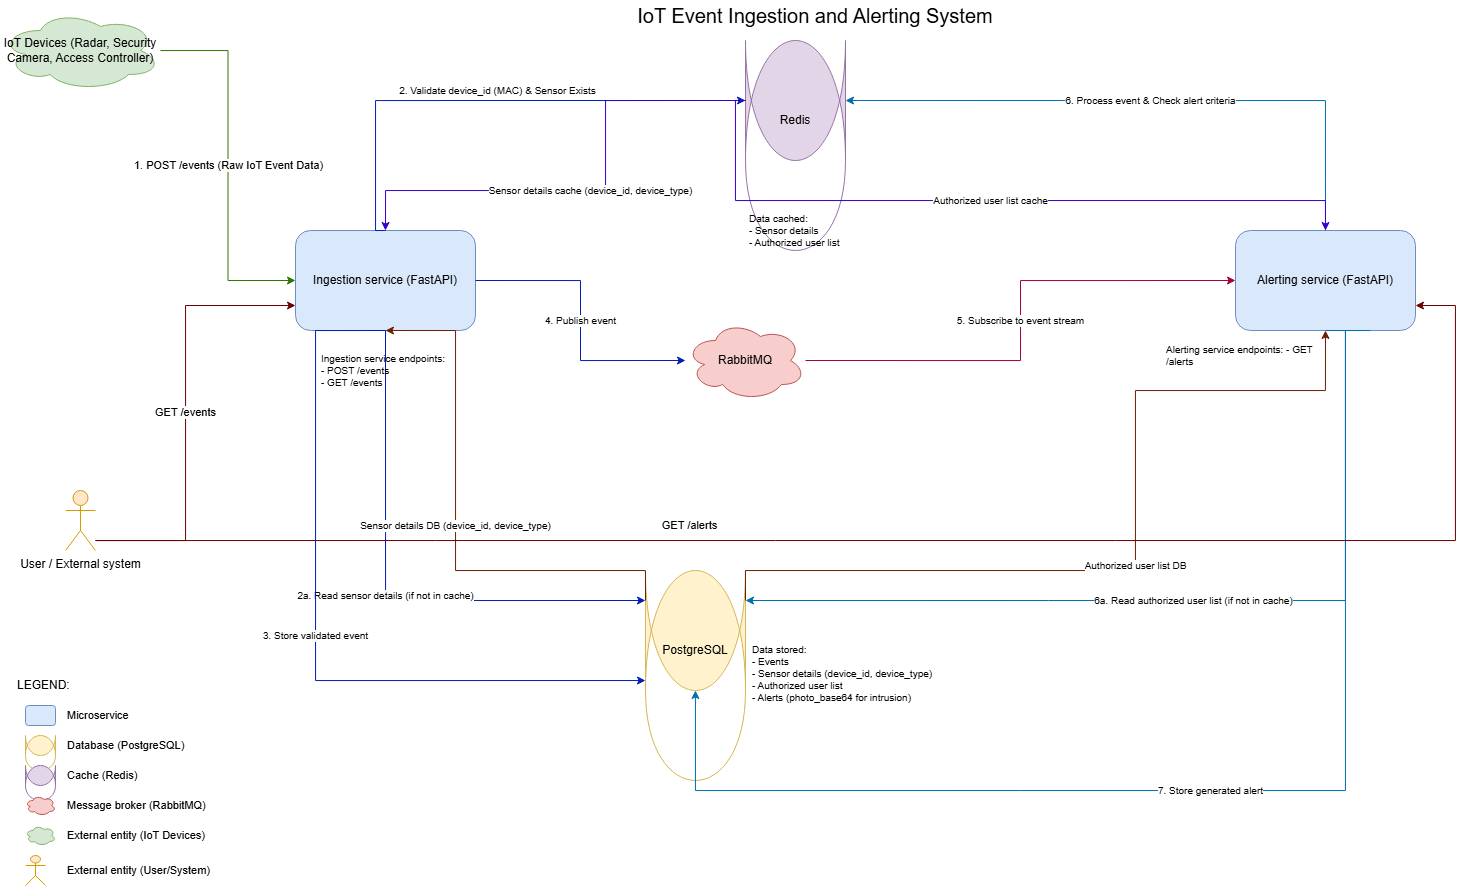 IoT Event Ingestion and Alerting System
IoT Devices (Radar, Security
Camera, Access Controller)
2. Validate device_id (MAC) & Sensor Exists
6. Process event & Check alert criteria
Redis
1. POST /events (Raw IoT Event Data)
Sensor details cache (device_id, device_type)
Authorized user list cache
Data cached:
- Sensor details
- Authorized user list
Ingestion service (FastAPI)
Alerting service (FastAPI)
4. Publish event
5. Subscribe to event stream
RabbitMQ
Ingestion service endpoints:
- POST /events
- GET /events
Alerting service endpoints: - GET
/alerts
GET /events
Sensor details DB (device_id, device_type)
GET /alerts
User / External system
Authorized user list DB
2a. Read sensor details (if not in cache)
6a. Read authorized user list (if not in cache)
3. Store validated event
PostgreSQL
Data stored:
- Events
- Sensor details (device_id, device_type)
- Authorized user list
- Alerts (photo_base64 for intrusion)
7. Store generated alert
LEGEND:
Microservice
Database (PostgreSQL)
Cache (Redis)
Message broker (RabbitMQ)
External entity (IoT Devices)
External entity (User/System)